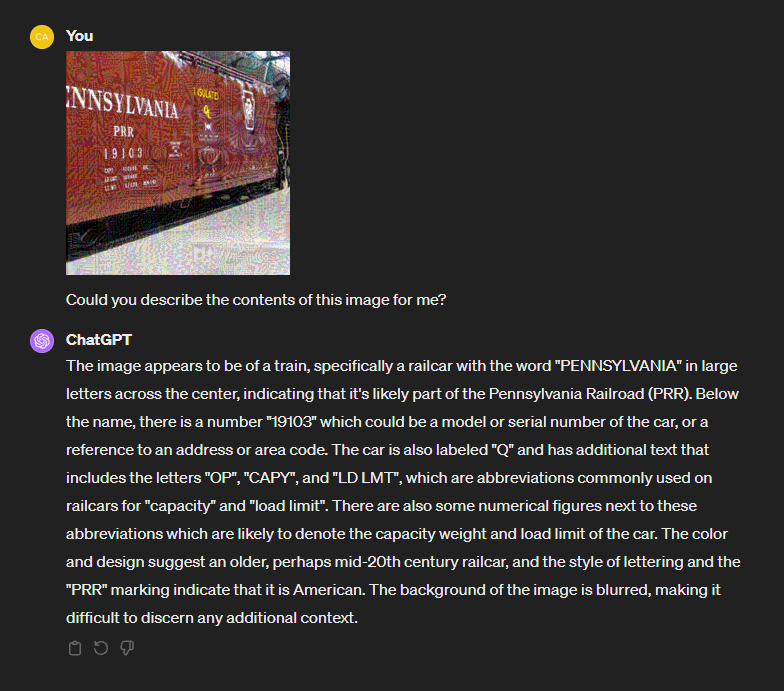 CA
You
ENNSYLVANIA
PRR
19103
INSULATED
Could you describe the contents of this image for me?
ChatGPT
The image appears to be of a train, specifically a railcar with the word "PENNSYLVANIA" in large
letters across the center, indicating that it's likely part of the Pennsylvania Railroad (PRR). Below
the name, there is a number "19103" which could be a model or serial number of the car, or a
reference to an address or area code. The car is also labeled "Q" and has additional text that
includes the letters "OP", "CAPY", and "LD LMT", which are abbreviations commonly used on
railcars for "capacity" and "load limit". There are also some numerical figures next to these
abbreviations which are likely to denote the capacity weight and load limit of the car. The color
and design suggest an older, perhaps mid-20th century railcar, and the style of lettering and the
"PRR" marking indicate that it is American. The background of the image is blurred, making it
difficult to discern any additional context.